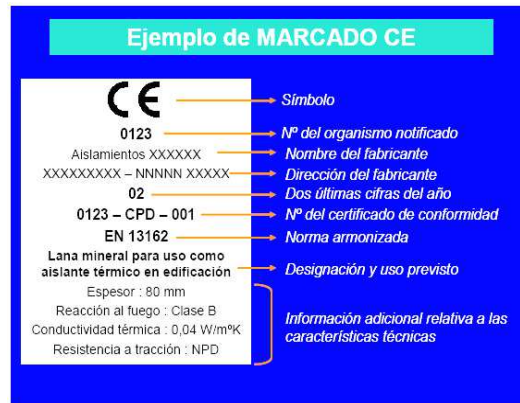 Ejemplo de MARCADO CE
CE
Símbolo
0123
Nº del organismo notificado
Aislamientos XXXXXX
Nombre del fabricante
XXXXXXXXX – NNNNN XXXXX
Dirección del fabricante
02
Dos últimas cifras del año
0123 – CPD – 001
Nº del certificado de conformidad
EN 13162
Norma armonizada
Lana mineral para uso como
aislante térmico en edificación
Designación y uso previsto
Espesor : 80 mm
Reacción al fuego : Clase B
Conductividad térmica : 0,04 W/mºK
Resistencia a tracción : NPD
Información adicional relativa a las
características técnicas